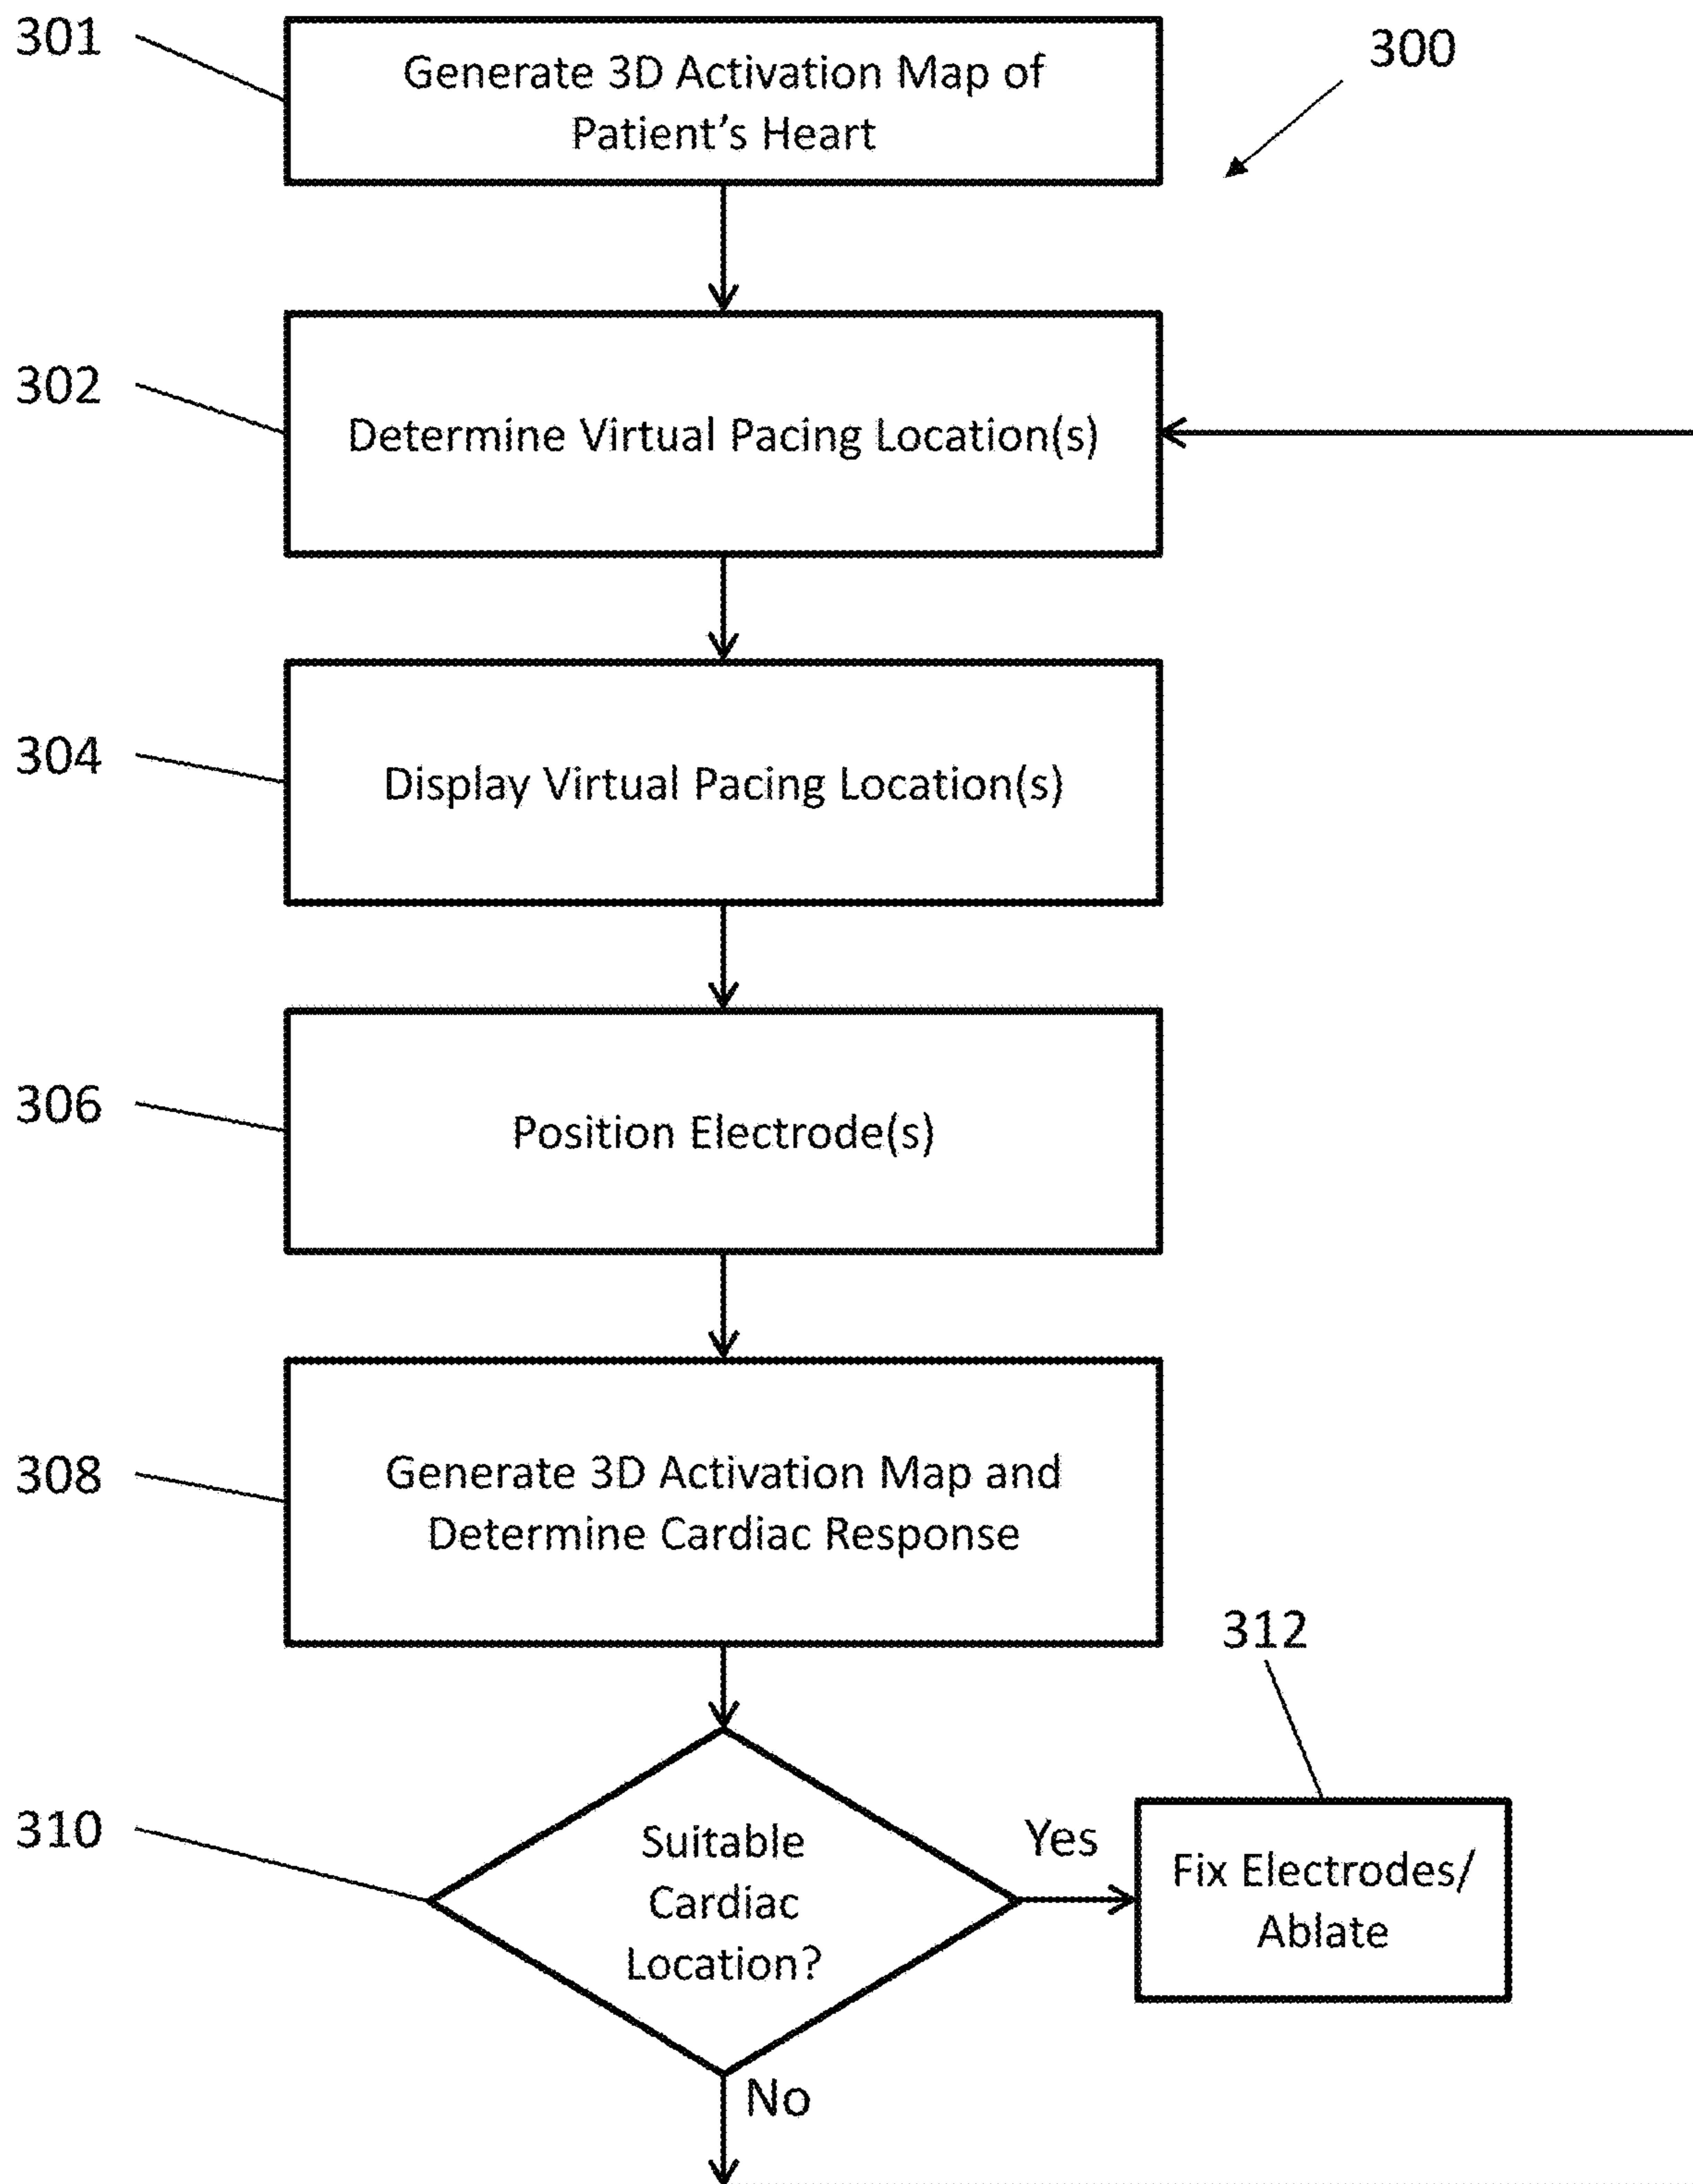 301
Generate 3D Activation Map of
Patient's Heart
300
302
Determine Virtual Pacing Location(s)
304
Display Virtual Pacing Location(s)
306
Position Electrode(s)
308
Generate 3D Activation Map and
Determine Cardiac Response
312
310
Suitable
Cardiac
Location?
Yes
Fix Electrodes/
Ablate
No